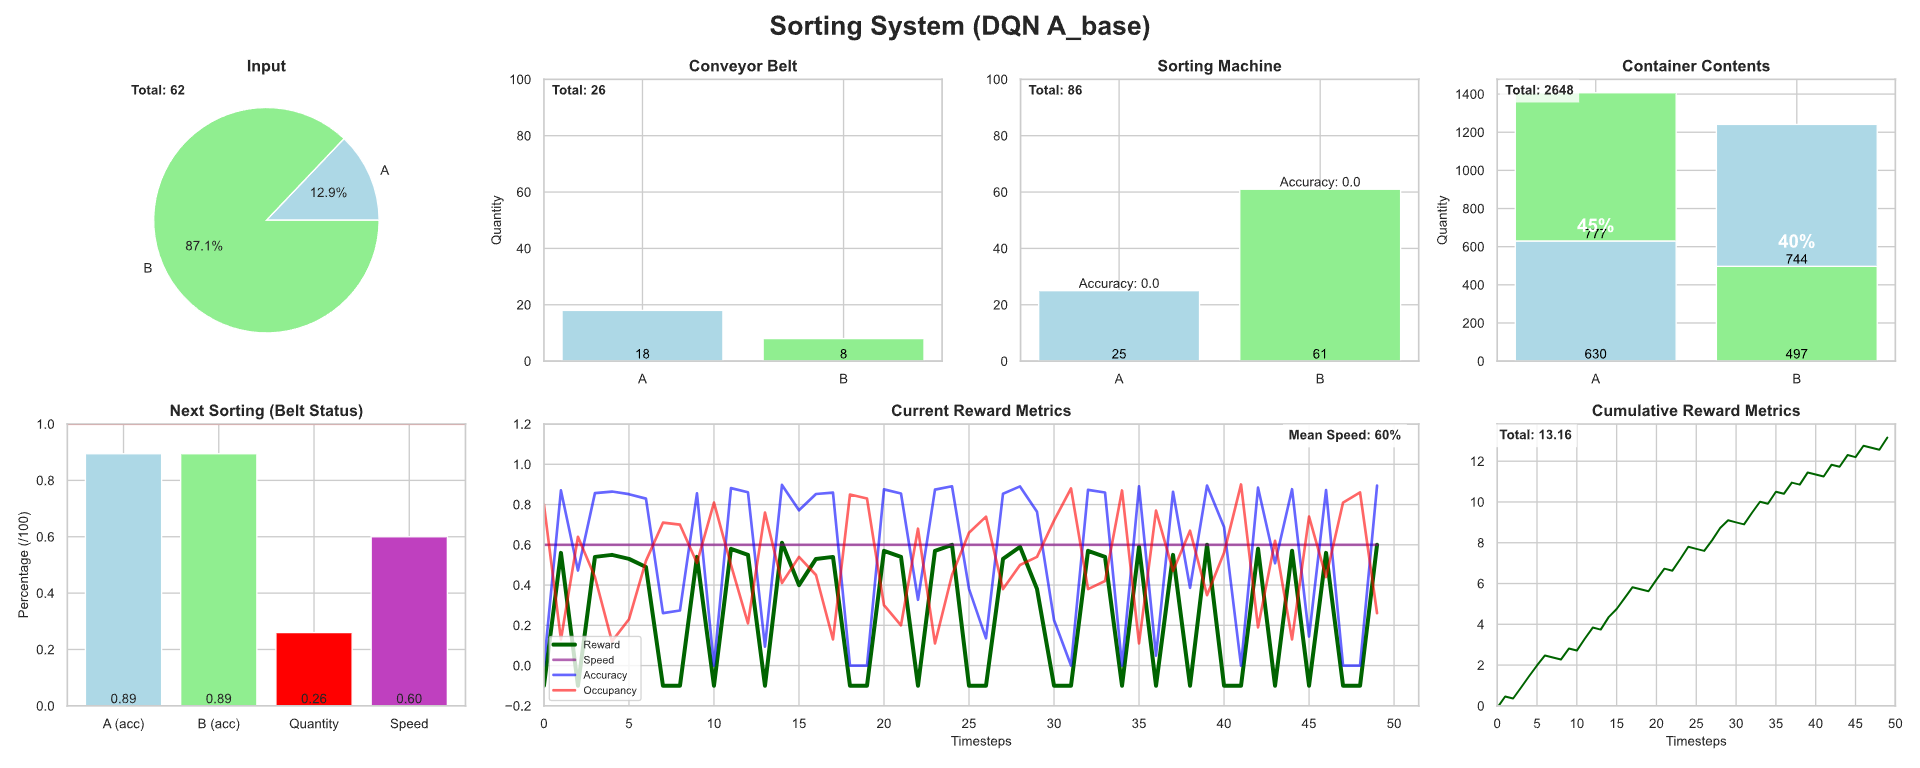 Sorting System (DQN A_base)
Input
Total: 62
A
12.9%
87.1%
B
Conveyor Belt
Total: 26
Quantity
100
80
60
40
20
0
18
8
A
B
Sorting Machine
Total: 86
100
80
60
40
20
0
Accuracy: 0.0
Accuracy: 0.0
25
61
A
B
Container Contents
Total: 2648
Quantity
1400
1200
1000
800
600
400
200
0
45%
777
40%
744
630
497
A
B
Next Sorting (Belt Status)
Percentage (/100)
1.0
0.8
0.6
0.4
0.2
0.0
0.89
0.89
0.26
0.60
A (acc)
B (acc)
Quantity
Speed
Current Reward Metrics
Mean Speed: 60%
1.2
1.0
0.8
0.6
0.4
0.2
0.0
−0.2
Reward
Speed
Accuracy
Occupancy
0 5 10 15 20 25 30 35 40 45 50
Timesteps
Cumulative Reward Metrics
Total: 13.16
12
10
8
6
4
2
0
0 5 10 15 20 25 30 35 40 45 50
Timesteps